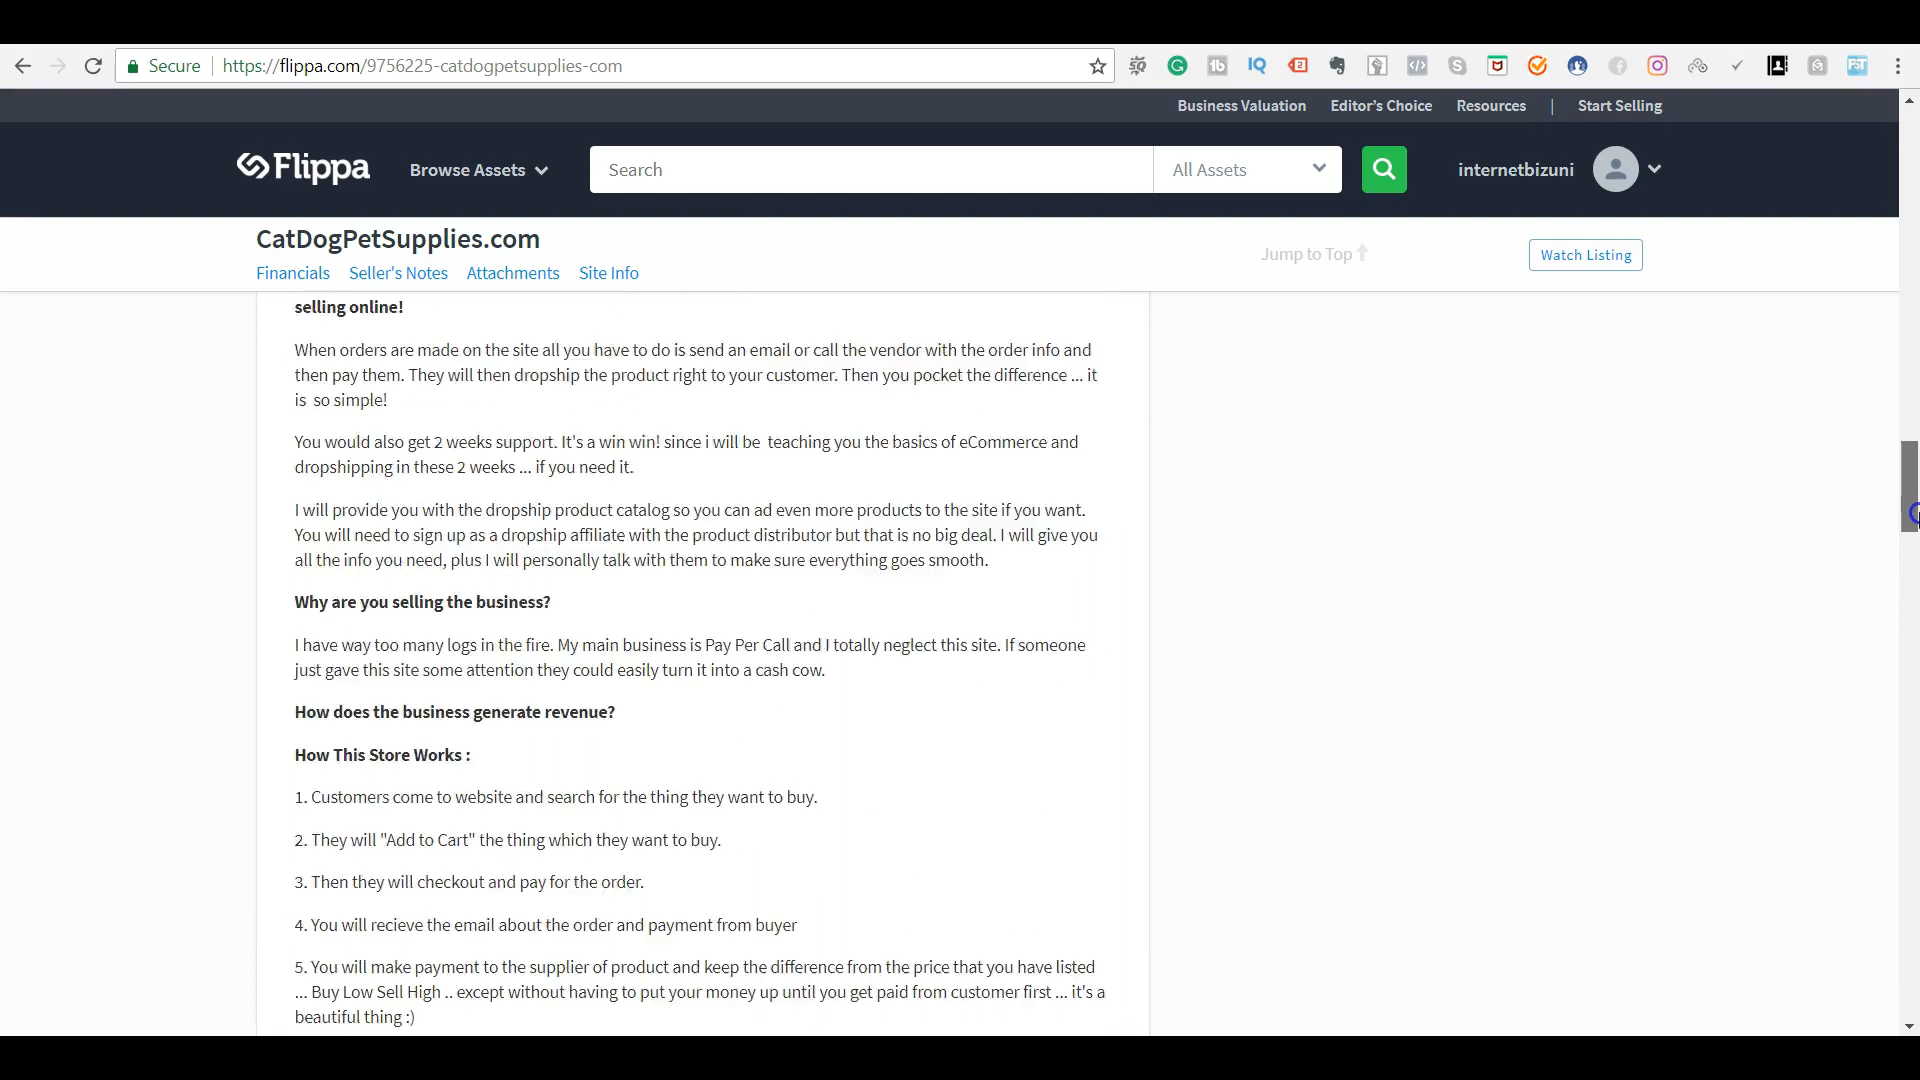 Secure
https://flippa.com/9756225-catdogpetsupplies-com
Business Valuation Editor's Choice Resources | Start Selling
Flippa
Browse Assets
Search
All Assets
internetbizuni
CatDogPetSupplies.com
Jump to Top
Watch Listing
Financials Seller's Notes Attachments Site Info
selling online!
When orders are made on the site all you have to do is send an email or call the vendor with the order info and
then pay them. They will then dropship the product right to your customer. Then you pocket the difference ... it
is so simple!
You would also get 2 weeks support. It's a win win! since i will be teaching you the basics of eCommerce and
dropshipping in these 2 weeks ... if you need it.
I will provide you with the dropship product catalog so you can ad even more products to the site if you want.
You will need to sign up as a dropship affiliate with the product distributor but that is no big deal. I will give you
all the info you need, plus I will personally talk with them to make sure everything goes smooth.
Why are you selling the business?
I have way too many logs in the fire. My main business is Pay Per Call and I totally neglect this site. If someone
just gave this site some attention they could easily turn it into a cash cow.
How does the business generate revenue?
How This Store Works :
1. Customers come to website and search for the thing they want to buy.
2. They will "Add to Cart" the thing which they want to buy.
3. Then they will checkout and pay for the order.
4. You will recieve the email about the order and payment from buyer
5. You will make payment to the supplier of product and keep the difference from the price that you have listed
... Buy Low Sell High .. except without having to put your money up until you get paid from customer first ... it's a
beautiful thing :)